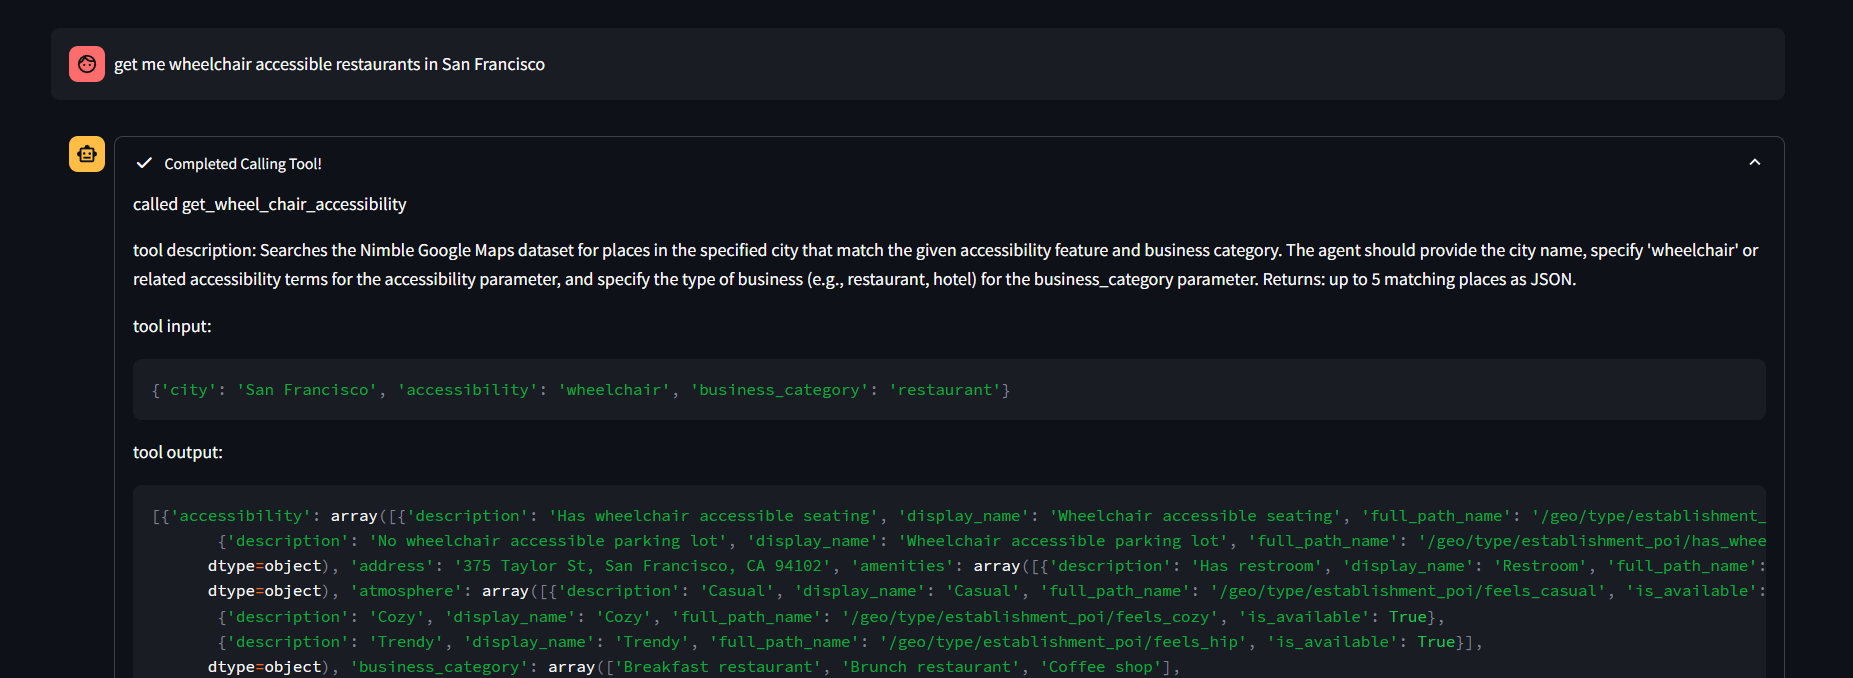 get me wheelchair accessible restaurants in San Francisco
Completed Calling Tool!
called get_wheel_chair_accessibility
tool description: Searches the Nimble Google Maps dataset for places in the specified city that match the given accessibility feature and business category. The agent should provide the city name, specify 'wheelchair' or
related accessibility terms for the accessibility parameter, and specify the type of business (e.g., restaurant, hotel) for the business_category parameter. Returns: up to 5 matching places as JSON.
tool input:
{'city': 'San Francisco', 'accessibility': 'wheelchair', 'business_category': 'restaurant'}
tool output:
[{'accessibility': array([{'description': 'Has wheelchair accessible seating', 'display_name': 'Wheelchair accessible seating', 'full_path_name': '/geo/type/establishment_
{'description': 'No wheelchair accessible parking lot', 'display_name': 'Wheelchair accessible parking lot', 'full_path_name': '/geo/type/establishment_poi/has_whee
dtype=object), 'address': '375 Taylor St, San Francisco, CA 94102', 'amenities': array([{'description': 'Has restroom', 'display_name': 'Restroom', 'full_path_name':
dtype=object), 'atmosphere': array([{'description': 'Casual', 'display_name': 'Casual', 'full_path_name': '/geo/type/establishment_poi/feels_casual', 'is_available':
{'description': 'Cozy', 'display_name': 'Cozy', 'full_path_name': '/geo/type/establishment_poi/feels_cozy', 'is_available': True},
{'description': 'Trendy', 'display_name': 'Trendy', 'full_path_name': '/geo/type/establishment_poi/feels_hip', 'is_available': True}],
dtype=object), 'business_category': array(['Breakfast restaurant', 'Brunch restaurant', 'Coffee shop'],